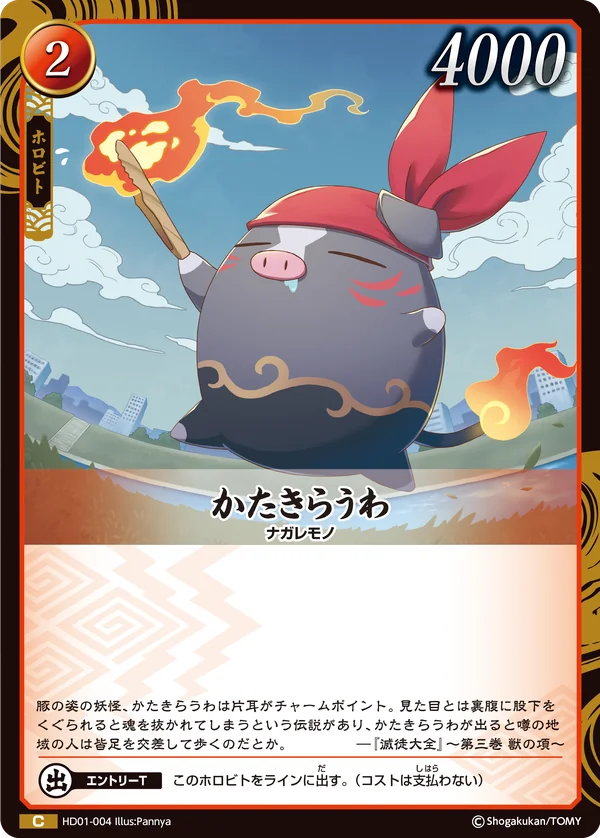 2
4000
ホロビト
かたきらうわ
ナガレモノ
豚の姿の妖怪、かたきらうわは片耳がチャームポイント。見た目とは裏腹に股下を
くぐられると魂を抜かれてしまうという伝説があり、かたきらうわが出ると噂の地
域の人は皆足を交差して歩くのだとか。 ―『滅徒大全』～第三巻 獣の項～
出 エントリーT このホロビトをラインに出す。（コストは支払わない）
だ
しはら
C HD01-004 Illus:Pannya ©Shogakukan/TOMY